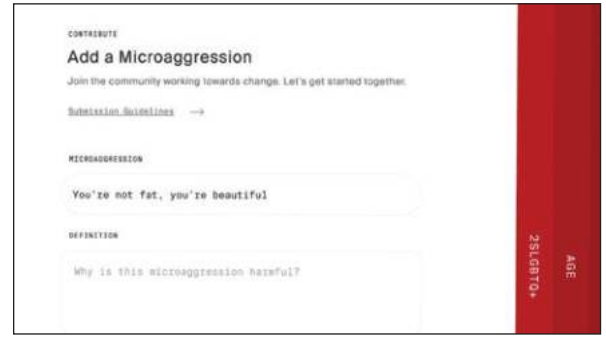 CONTRIBUTE
Add a Microaggression
Join the community working towards change. Let's get started together.
Submission Guidelines →
MICROAGGRESSION
You're not fat, you're beautiful
DEFINITION
Why is this microaggression harmful?
2SLGBTQ+
AGE